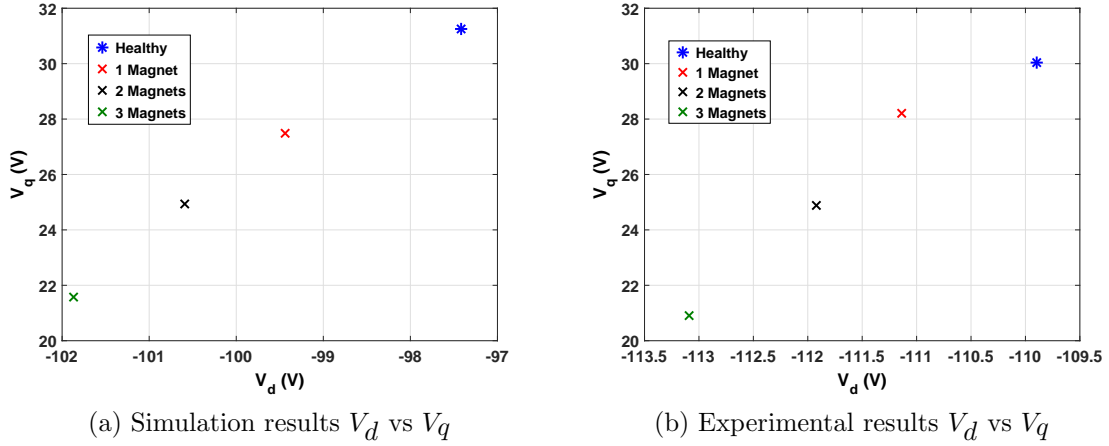 32
30
28
26
24
22
20
V_q (V)
Healthy
1 Magnet
2 Magnets
3 Magnets
-102 -101 -100 -99 -98 -97
V_d (V)
(a) Simulation results V_d vs V_q
32
30
28
26
24
22
20
V_q (V)
Healthy
1 Magnet
2 Magnets
3 Magnets
-113.5 -113 -112.5 -112 -111.5 -111 -110.5 -110 -109.5
V_d (V)
(b) Experimental results V_d vs V_q